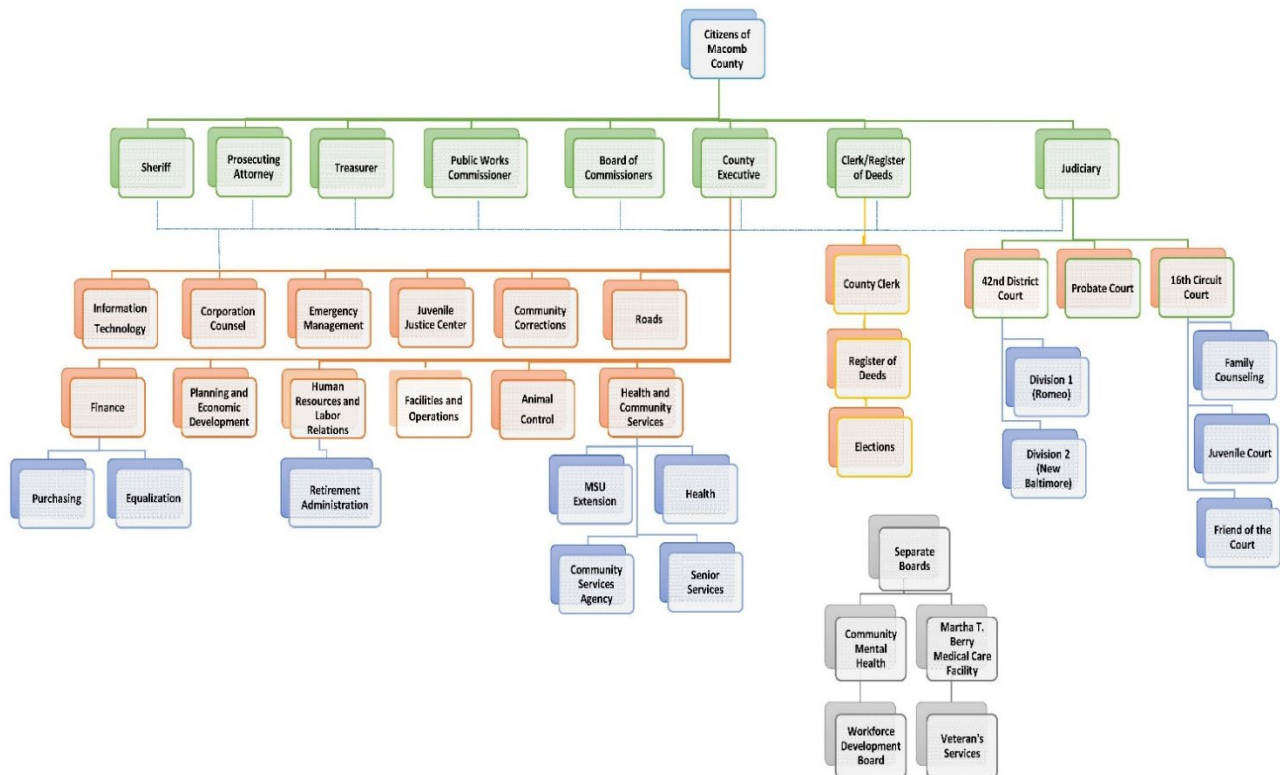 Citizens of
Macomb
County
Sheriff
Prosecuting
Attorney
Treasurer
Public Works
Commissioner
Board of
Commissioners
County
Executive
Clerk/Register
of Deeds
Judiciary
Information
Technology
Corporation
Counsel
Emergency
Management
Juvenile
Justice Center
Community
Corrections
Roads
County Clerk
42nd District
Court
Probate Court
16th Circuit
Court
Finance
Planning and
Economic
Development
Human
Resources and
Labor
Relations
Facilities and
Operations
Animal
Control
Health and
Community
Services
Register of
Deeds
Division 1
(Romeo)
Family
Counseling
Purchasing
Equalization
Retirement
Administration
MSU
Extension
Health
Elections
Division 2
(New
Baltimore)
Juvenile Court
Community
Services
Agency
Senior
Services
Separate
Boards
Friend of the
Court
Community
Mental
Health
Martha T.
Berry
Medical Care
Facility
Workforce
Development
Board
Veteran's
Services